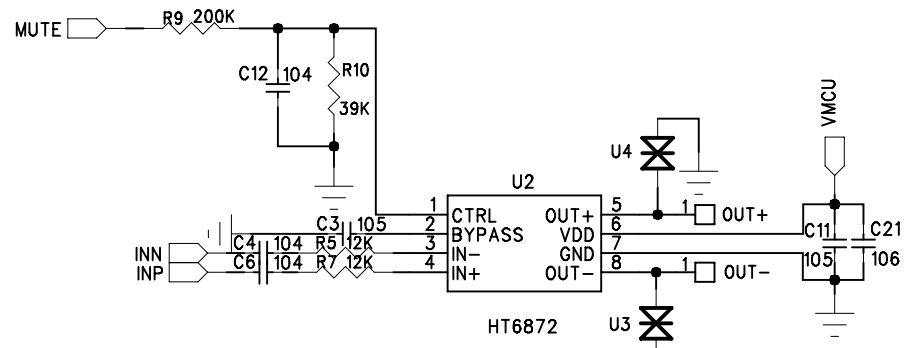 MUTE
R9 200K
C12 104
R10
39K
VMCU
U4
U2
1 CTRL OUT+ 5 1 OUT+
2 BYPASS VDD 6
3 IN- GND 7
4 IN+ OUT- 8 1 OUT-
C3 105
INN C4 104 R5 12K
INP C6 104 R7 12K
C11 C21
105 106
HT6872
U3